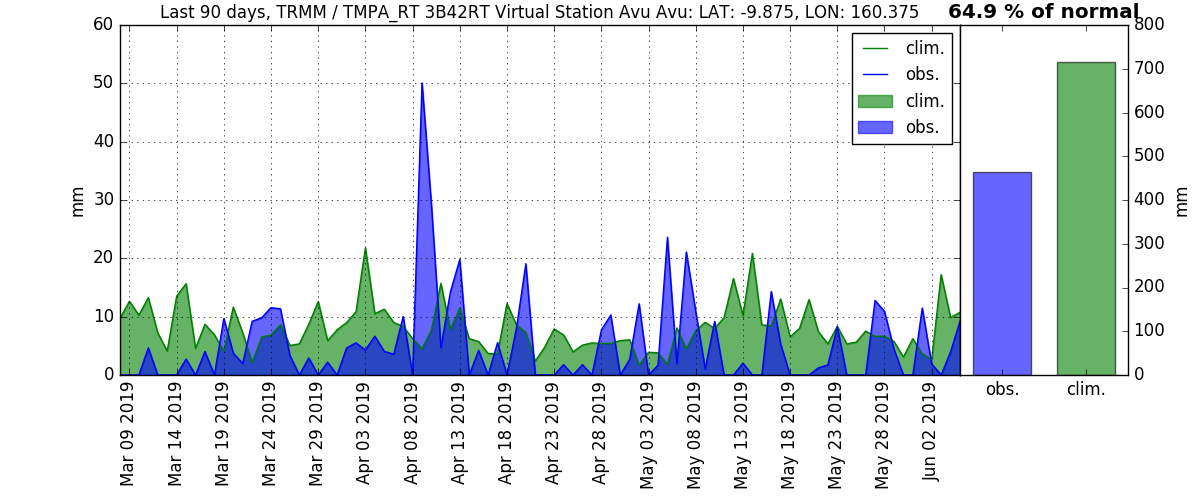 Last 90 days, TRMM / TMPA_RT 3B42RT Virtual Station Avu Avu: LAT: -9.875, LON: 160.375
64.9 % of normal
60
50
40
30
20
10
0
mm
clim.
obs.
clim.
obs.
Mar 09 2019
Mar 14 2019
Mar 19 2019
Mar 24 2019
Mar 29 2019
Apr 03 2019
Apr 08 2019
Apr 13 2019
Apr 18 2019
Apr 23 2019
Apr 28 2019
May 03 2019
May 08 2019
May 13 2019
May 18 2019
May 23 2019
May 28 2019
Jun 02 2019
800
700
600
500
400
300
200
100
0
mm
obs.
clim.